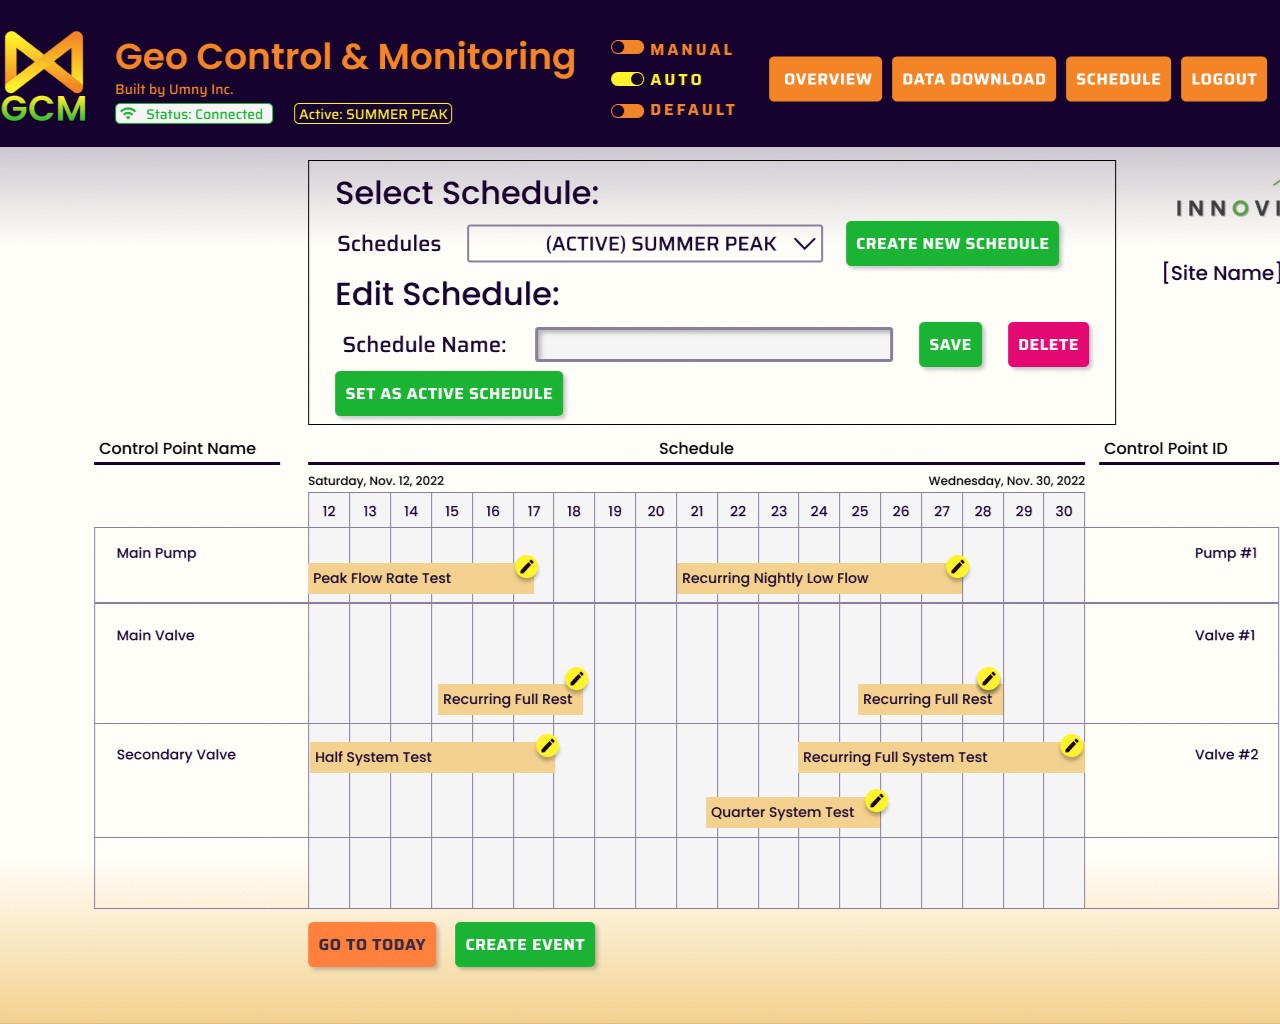 GCM
Geo Control & Monitoring
Built by Umny Inc.
Status: Connected
Active: SUMMER PEAK
MANUAL
AUTO
DEFAULT
OVERVIEW
DATA DOWNLOAD
SCHEDULE
LOGOUT
Select Schedule:
Schedules
(ACTIVE) SUMMER PEAK
CREATE NEW SCHEDULE
Edit Schedule:
Schedule Name:
SAVE
DELETE
SET AS ACTIVE SCHEDULE
INNOVI
[Site Name]
Control Point Name
Schedule
Control Point ID
Saturday, Nov. 12, 2022
Wednesday, Nov. 30, 2022
12 13 14 15 16 17 18 19 20 21 22 23 24 25 26 27 28 29 30
Main Pump
Pump #1
Peak Flow Rate Test
Recurring Nightly Low Flow
Main Valve
Valve #1
Recurring Full Rest
Recurring Full Rest
Secondary Valve
Half System Test
Recurring Full System Test
Valve #2
Quarter System Test
GO TO TODAY
CREATE EVENT